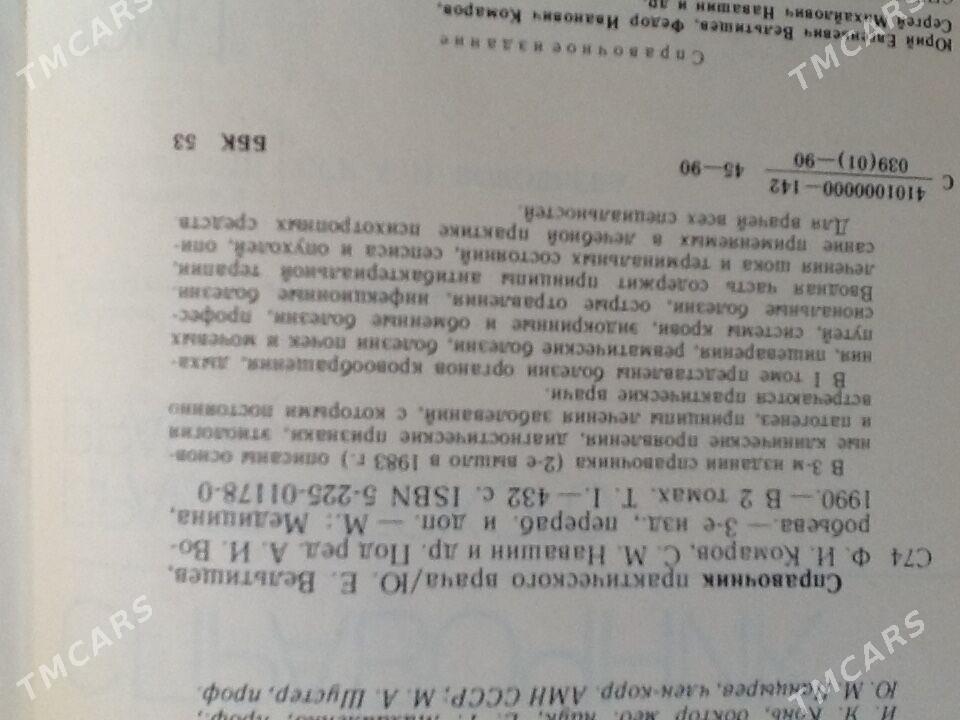 И. Я. Конь, доктор мед. наук,
Ю. М. член-корр. АМН СССР; М. А. Шустер, проф.
Справочник практического врача/Ю. Е. Вельтищев,
С74 Ф. И. Комаров, С. М. Навашин и др. Под ред. А. И. Во-
робьева.— 3-е изд., перераб. и доп. — М.: Медицина,
1990.— В 2 томах. Т. I.— 432 с. ISBN 5-225-01178-0
В 3-м издании справочника (2-е вышло в 1983 г.) описаны основ-
ные клинические проявления, диагностические признаки, этиология
и патогенез, принципы лечения заболеваний, с которыми постоянно
встречаются практические врачи.
В I томе представлены болезни органов кровообращения, дыха-
ния, пищеварения, ревматические болезни, болезни почек и мочевых
путей, системы крови, эндокринные и обменные болезни, профес-
сиональные болезни, острые отравления, инфекционные болезни.
Вводная часть содержит принципы антибактериальной терапии,
лечения шока и терминальных состояний, сепсиса и опухолей, опи-
сание применяемых в лечебной практике психотропных средств.
Для врачей всех специальностей.
С 4101000000—142
039(01)—90 45—90
ББК 53
Справочное издание
Юрий Евгеньевич Вельтищев, Федор Иванович Комаров,
Сергей Михайлович Навашин и др.
TMCARS
TMCARS
TMCARS
TMCARS
TMCARS